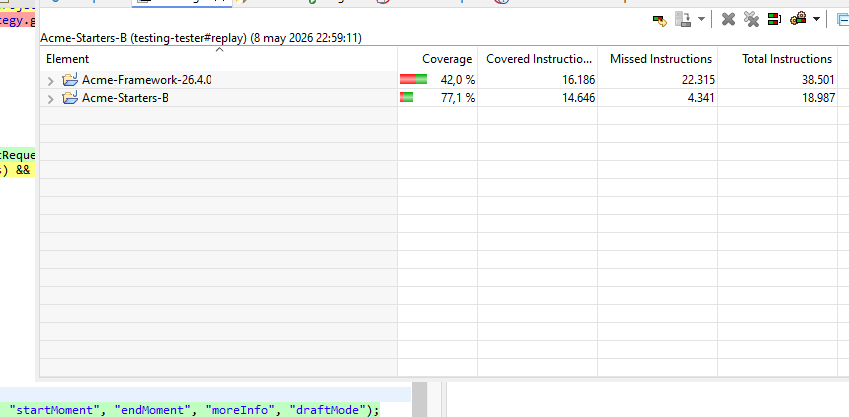 tegy.g
Acme-Starters-B (testing-tester#replay) (8 may 2026 22:59:11)
Element Coverage Covered Instructio... Missed Instructions Total Instructions
Acme-Framework-26.4.0 42,0 % 16.186 22.315 38.501
Acme-Starters-B 77,1 % 14.646 4.341 18.987
tReque
) &&
"startMoment", "endMoment", "moreInfo", "draftMode");